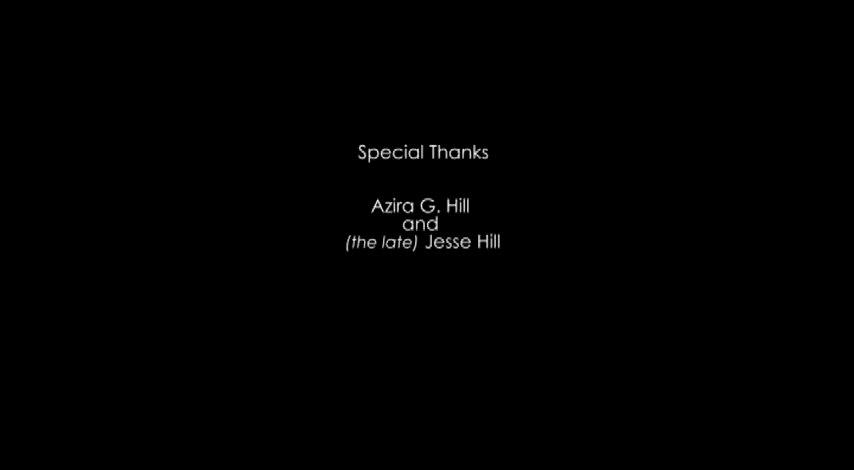 Special Thanks
Azira G. Hill
and
(the late) Jesse Hill